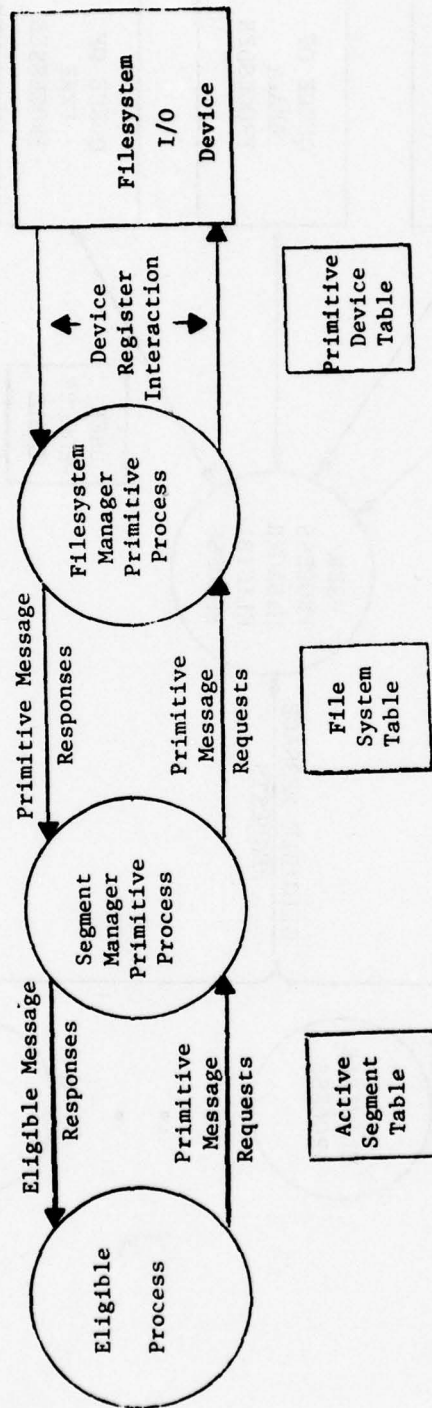 Eligible
Process
Eligible Message
Responses
Primitive
Message
Requests
Active
Segment
Table
Segment
Manager
Primitive
Process
Primitive Message
Responses
Primitive
Message
Requests
File
System
Table
Filesystem
Manager
Primitive
Process
Device
Register
Interaction
Primitive
Device
Table
Filesystem
I/O
Device